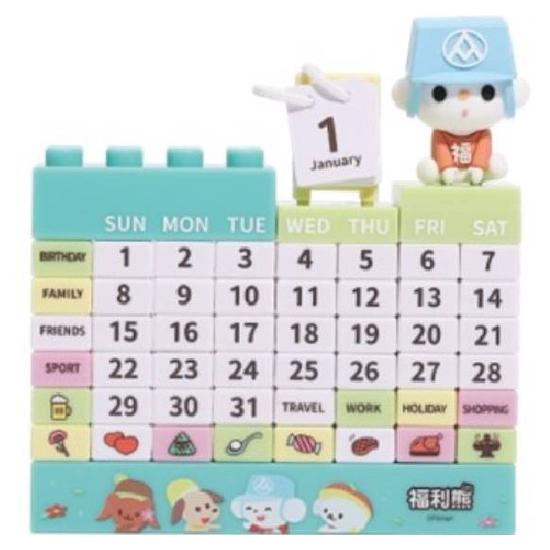 1
January
福
SUN MON TUE WED THU FRI SAT
BIRTHDAY 1 2 3 4 5 6 7
FAMILY 8 9 10 11 12 13 14
FRIENDS 15 16 17 18 19 20 21
SPORT 22 23 24 25 26 27 28
29 30 31 TRAVEL WORK HOLIDAY SHOPPING
福利熊